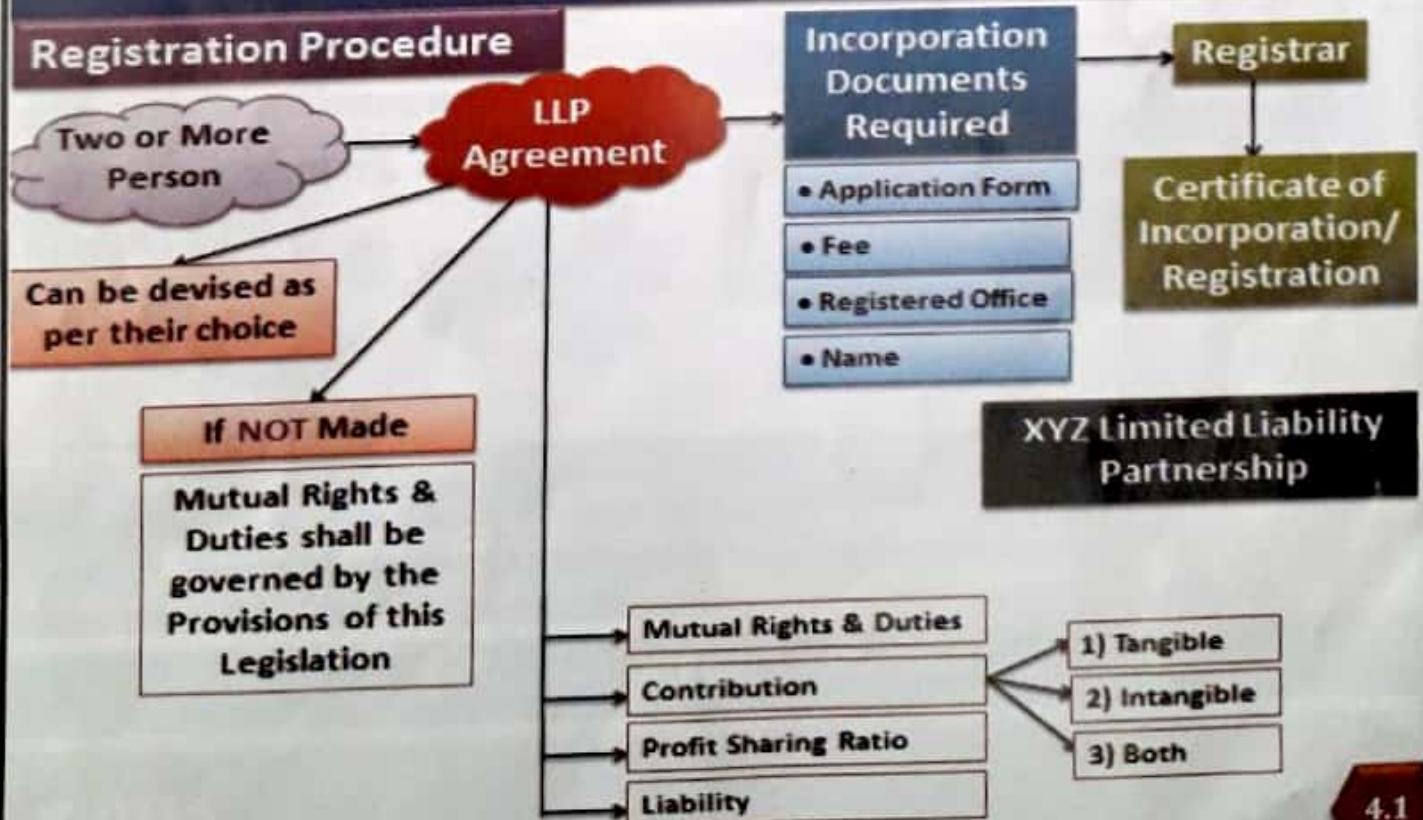 Registration Procedure
Two or More
Person
LLP
Agreement
Incorporation
Documents
Required
• Application Form
• Fee
• Registered Office
• Name
Registrar
Certificate of
Incorporation/
Registration
Can be devised as
per their choice
If NOT Made
Mutual Rights &
Duties shall be
governed by the
Provisions of this
Legislation
XYZ Limited Liability
Partnership
Mutual Rights & Duties
Contribution
Profit Sharing Ratio
Liability
1) Tangible
2) Intangible
3) Both
4.1